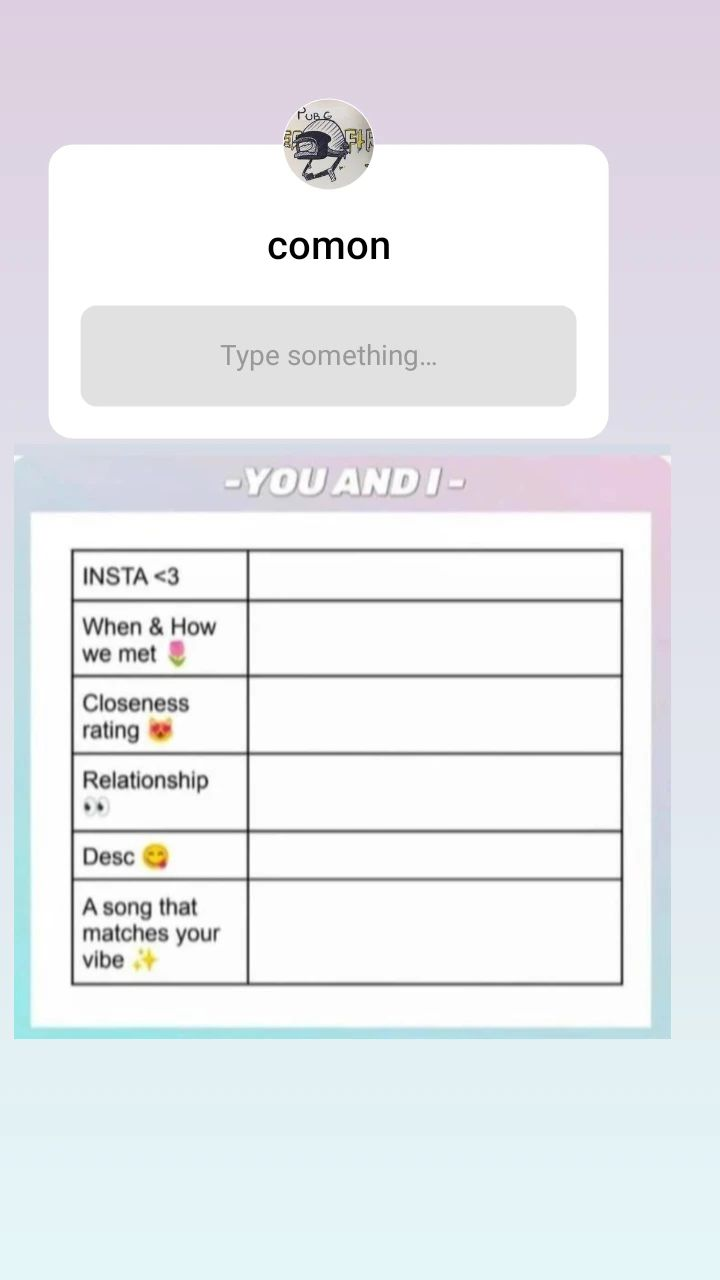 PUBG
comon
Type something...
-YOU AND I-
INSTA <3
When & How
we met 🌷
Closeness
rating 😻
Relationship
👀
Desc 😋
A song that
matches your
vibe ✨